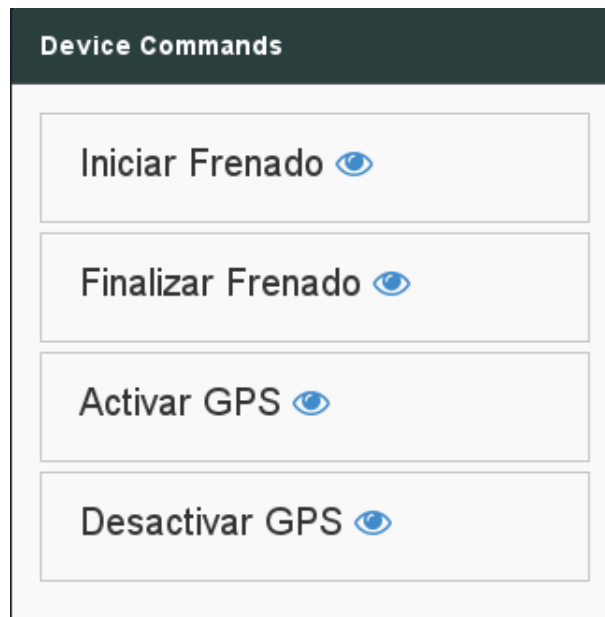 Device Commands
Iniciar Frenado
Finalizar Frenado
Activar GPS
Desactivar GPS